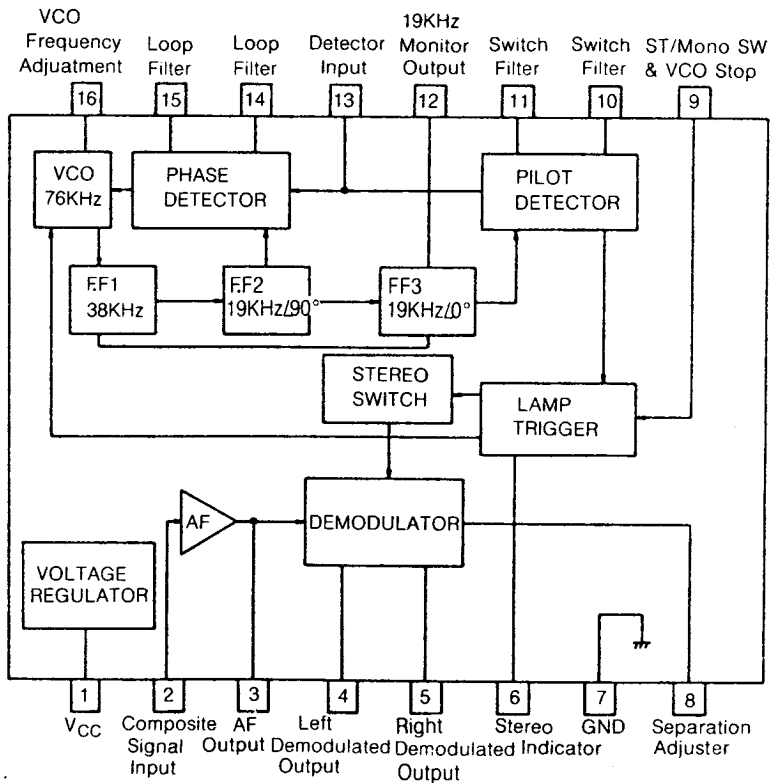 VCO
Frequency
Adjuatment
Loop
Filter
Loop
Filter
Detector
Input
19KHz
Monitor
Output
Switch
Filter
Switch
Filter
ST/Mono SW
& VCO Stop
16
15
14
13
12
11
10
9
VCO
76KHz
PHASE
DETECTOR
PILOT
DETECTOR
F.F1
38KHz
F.F2
19KHz/90°
FF3
19KHz/0°
STEREO
SWITCH
LAMP
TRIGGER
AF
DEMODULATOR
VOLTAGE
REGULATOR
1
2
3
4
5
6
7
8
VCC
Composite
Signal
Input
AF
Output
Left
Demodulated
Output
Right
Demodulated
Output
Stereo
Indicator
GND
Separation
Adjuster